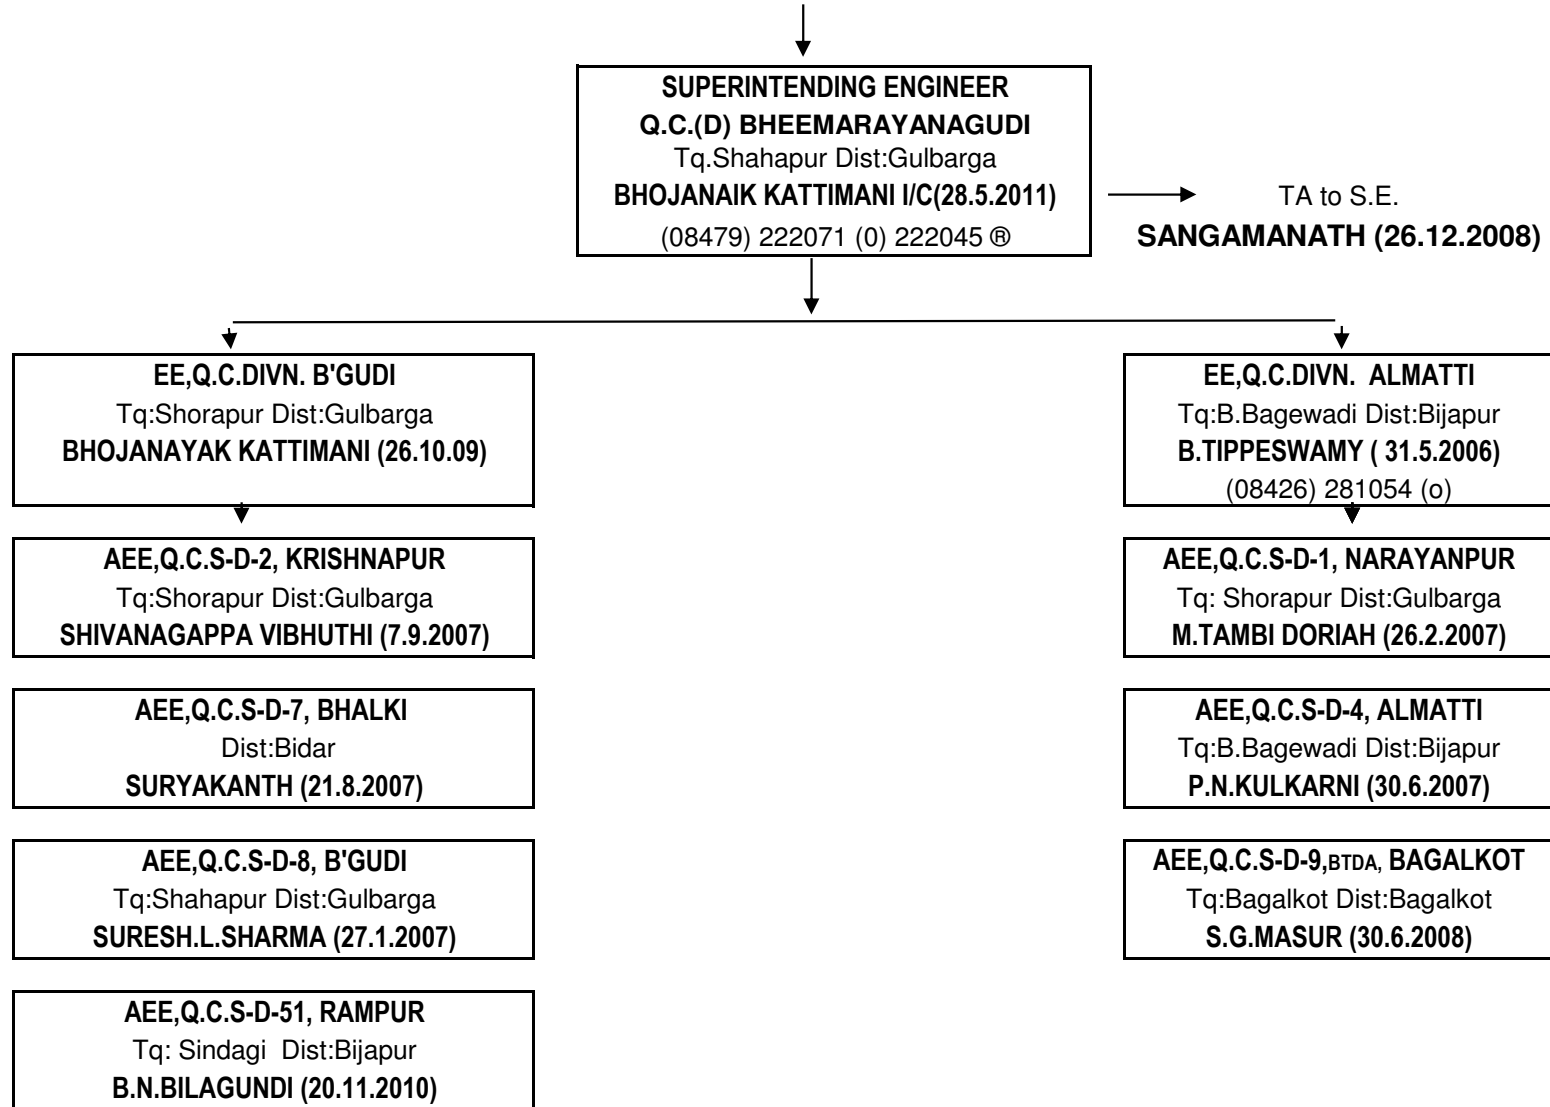 SUPERINTENDING ENGINEER
Q.C.(D) BHEEMARAYANAGUDI
Tq.Shahapur Dist:Gulbarga
BHOJANAIK KATTIMANI I/C(28.5.2011)
(08479) 222071 (0) 222045 ®
TA to S.E.
SANGAMANATH (26.12.2008)
EE,Q.C.DIVN. B'GUDI
Tq:Shorapur Dist:Gulbarga
BHOJANAYAK KATTIMANI (26.10.09)
AEE,Q.C.S-D-2, KRISHNAPUR
Tq:Shorapur Dist:Gulbarga
SHIVANAGAPPA VIBHUTHI (7.9.2007)
AEE,Q.C.S-D-7, BHALKI
Dist:Bidar
SURYAKANTH (21.8.2007)
AEE,Q.C.S-D-8, B'GUDI
Tq:Shahapur Dist:Gulbarga
SURESH.L.SHARMA (27.1.2007)
AEE,Q.C.S-D-51, RAMPUR
Tq: Sindagi Dist:Bijapur
B.N.BILAGUNDI (20.11.2010)
EE,Q.C.DIVN. ALMATTI
Tq:B.Bagewadi Dist:Bijapur
B.TIPPESWAMY ( 31.5.2006)
(08426) 281054 (o)
AEE,Q.C.S-D-1, NARAYANPUR
Tq: Shorapur Dist:Gulbarga
M.TAMBI DORIAH (26.2.2007)
AEE,Q.C.S-D-4, ALMATTI
Tq:B.Bagewadi Dist:Bijapur
P.N.KULKARNI (30.6.2007)
AEE,Q.C.S-D-9,BTDA, BAGALKOT
Tq:Bagalkot Dist:Bagalkot
S.G.MASUR (30.6.2008)